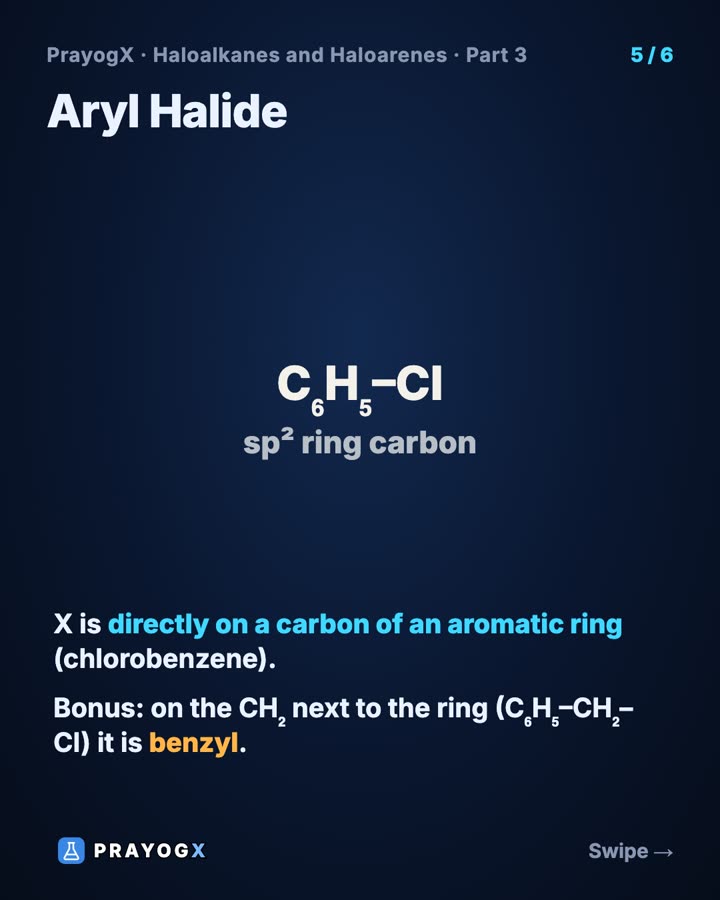 PrayogX · Haloalkanes and Haloarenes · Part 3
5 / 6
Aryl Halide
C₆H₅–Cl
sp² ring carbon
X is directly on a carbon of an aromatic ring
(chlorobenzene).
Bonus: on the CH₂ next to the ring (C₆H₅–CH₂–
Cl) it is benzyl.
PRAYOGX
Swipe →